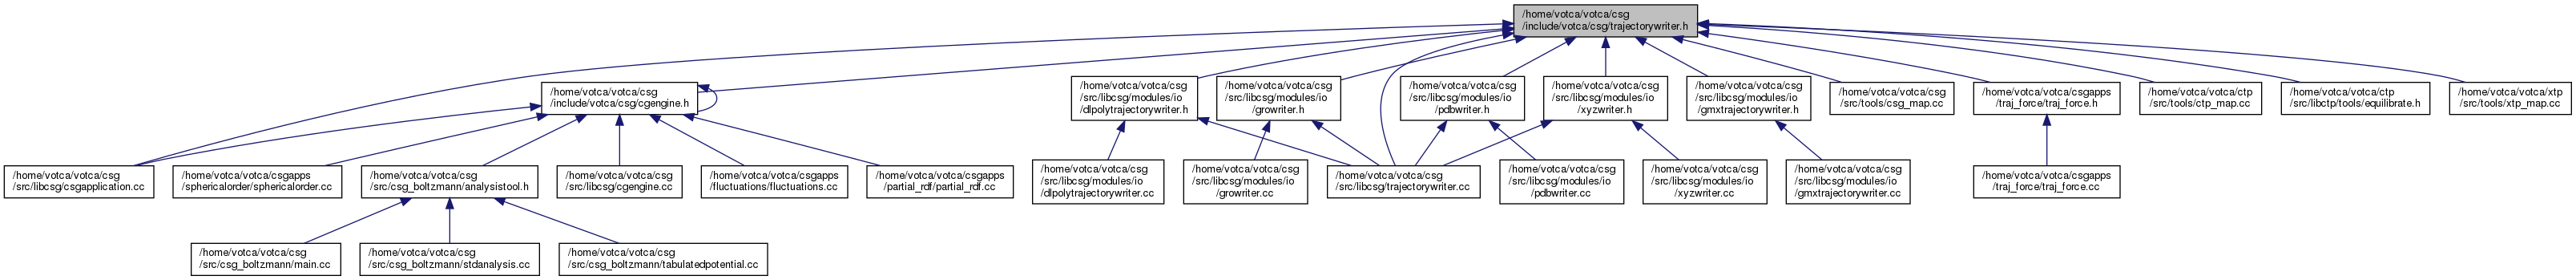 /home/votca/votca/csg
/include/votca/csg/trajectorywriter.h
/home/votca/votca/csg
/include/votca/csg/cgengine.h
/home/votca/votca/csg
/src/libcsg/modules/io
/dlpolytrajectorywriter.h
/home/votca/votca/csg
/src/libcsg/modules/io
/growriter.h
/home/votca/votca/csg
/src/libcsg/modules/io
/pdbwriter.h
/home/votca/votca/csg
/src/libcsg/modules/io
/xyzwriter.h
/home/votca/votca/csg
/src/libcsg/modules/io
/gmxtrajectorywriter.h
/home/votca/votca/csg
/src/tools/csg_map.cc
/home/votca/votca/csgapps
/traj_force/traj_force.h
/home/votca/votca/ctp
/src/tools/ctp_map.cc
/home/votca/votca/ctp
/src/libctp/tools/equilibrate.h
/home/votca/votca/xtp
/src/tools/xtp_map.cc
/home/votca/votca/csg
/src/libcsg/csgapplication.cc
/home/votca/votca/csgapps
/sphericalorder/sphericalorder.cc
/home/votca/votca/csg
/src/csg_boltzmann/analysistool.h
/home/votca/votca/csg
/src/libcsg/cgengine.cc
/home/votca/votca/csgapps
/fluctuations/fluctuations.cc
/home/votca/votca/csgapps
/partial_rdf/partial_rdf.cc
/home/votca/votca/csg
/src/libcsg/modules/io
/dlpolytrajectorywriter.cc
/home/votca/votca/csg
/src/libcsg/modules/io
/growriter.cc
/home/votca/votca/csg
/src/libcsg/trajectorywriter.cc
/home/votca/votca/csg
/src/libcsg/modules/io
/pdbwriter.cc
/home/votca/votca/csg
/src/libcsg/modules/io
/xyzwriter.cc
/home/votca/votca/csg
/src/libcsg/modules/io
/gmxtrajectorywriter.cc
/home/votca/votca/csgapps
/traj_force/traj_force.cc
/home/votca/votca/csg
/src/csg_boltzmann/main.cc
/home/votca/votca/csg
/src/csg_boltzmann/stdanalysis.cc
/home/votca/votca/csg
/src/csg_boltzmann/tabulatedpotential.cc